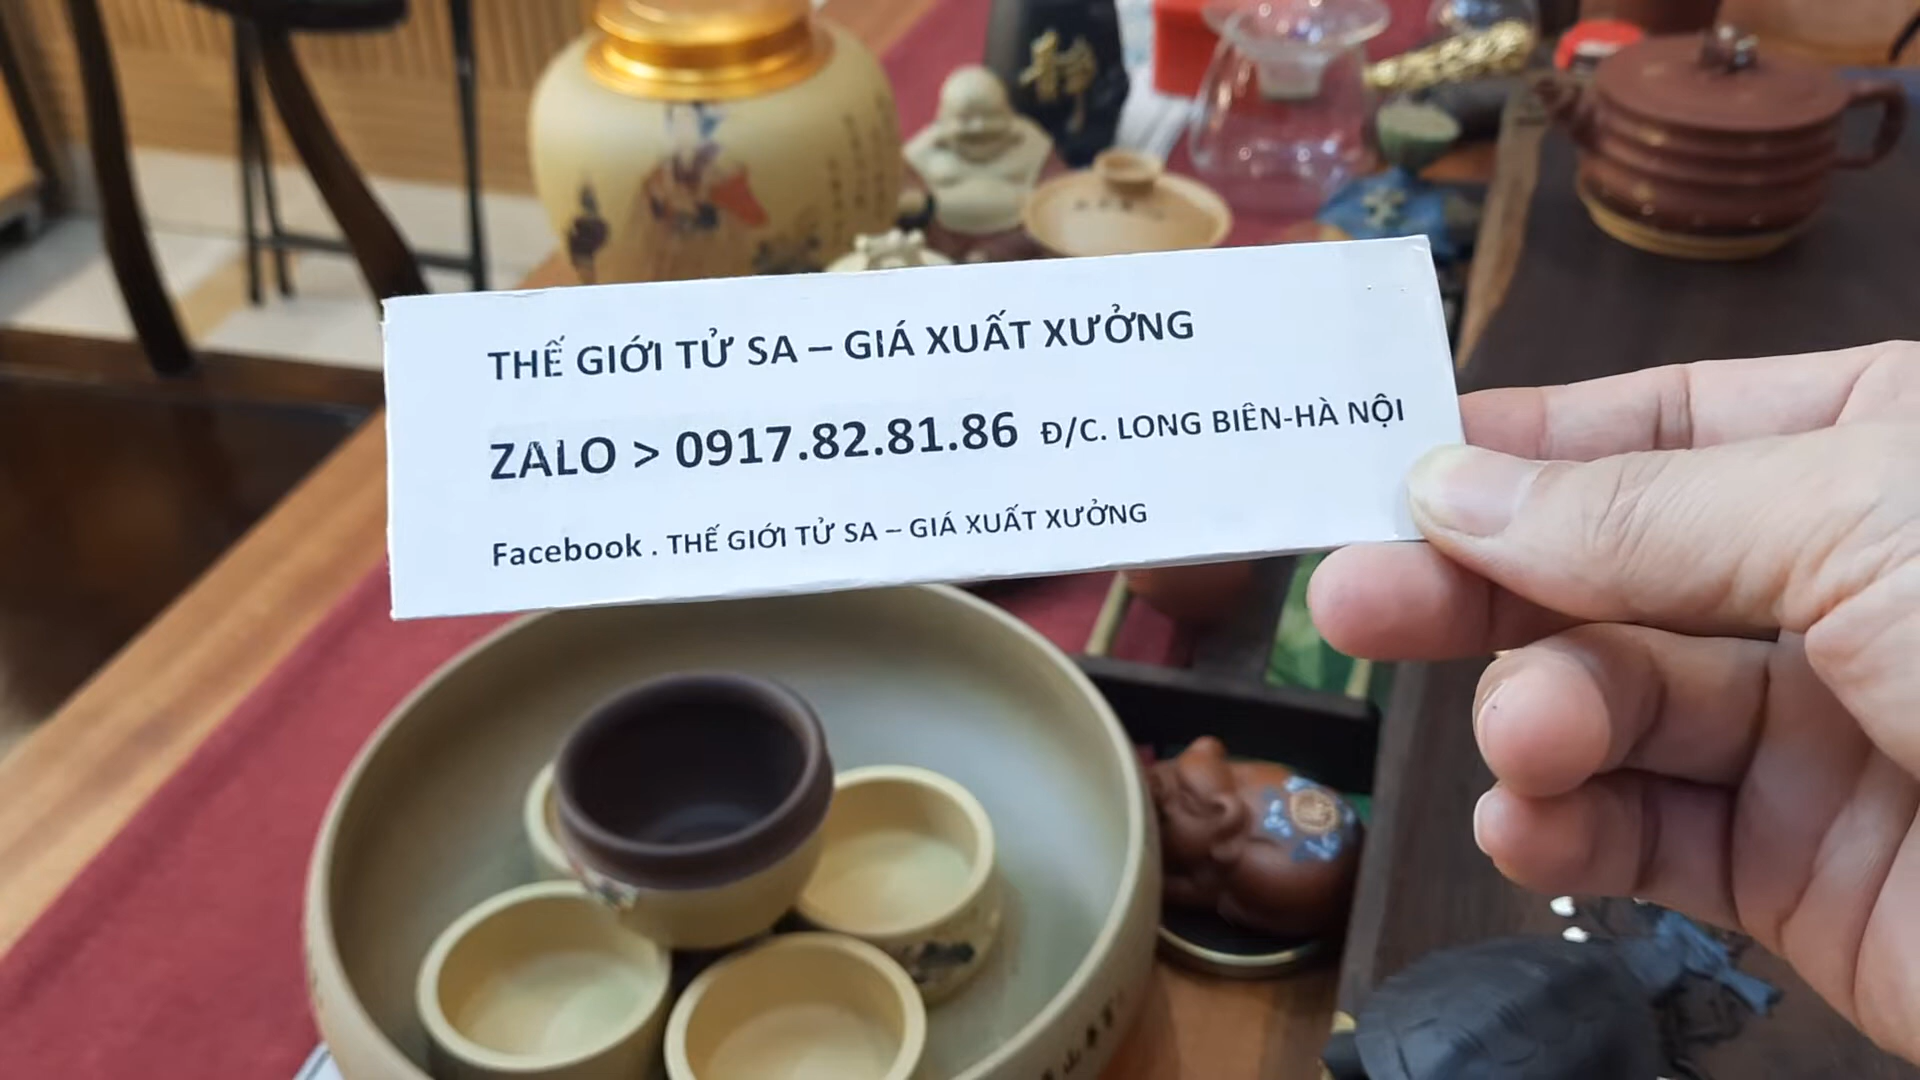 THẾ GIỚI TỬ SA – GIÁ XUẤT XƯỞNG
ZALO > 0917.82.81.86 Đ/C. LONG BIÊN-HÀ NỘI
Facebook . THẾ GIỚI TỬ SA – GIÁ XUẤT XƯỞNG